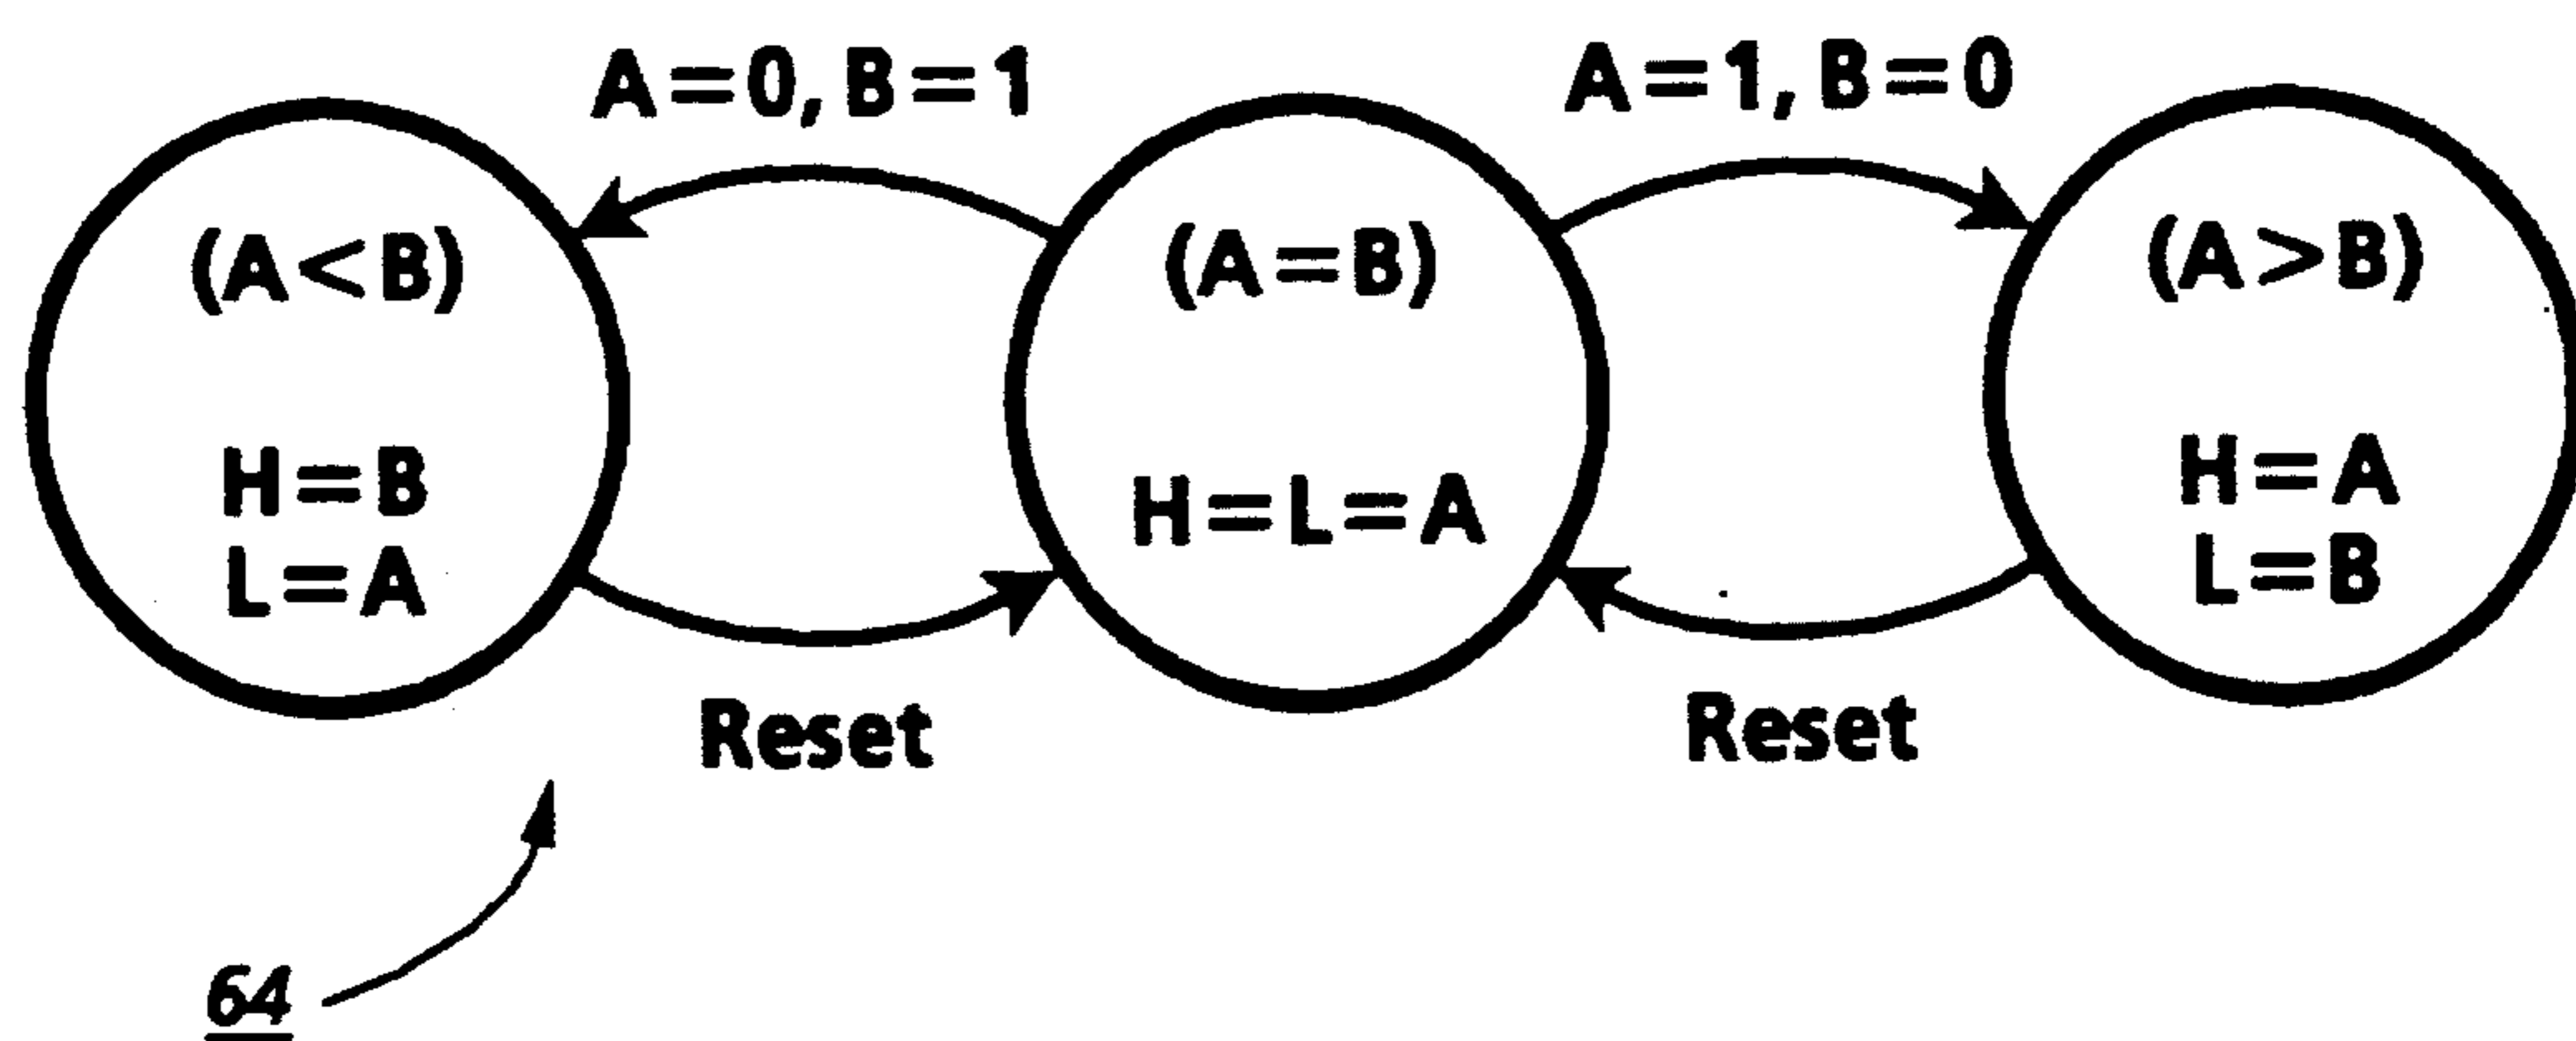 A=0, B=1
A=1, B=0
(A<B)
H=B
L=A
(A=B)
H=L=A
(A>B)
H=A
L=B
Reset
Reset
64